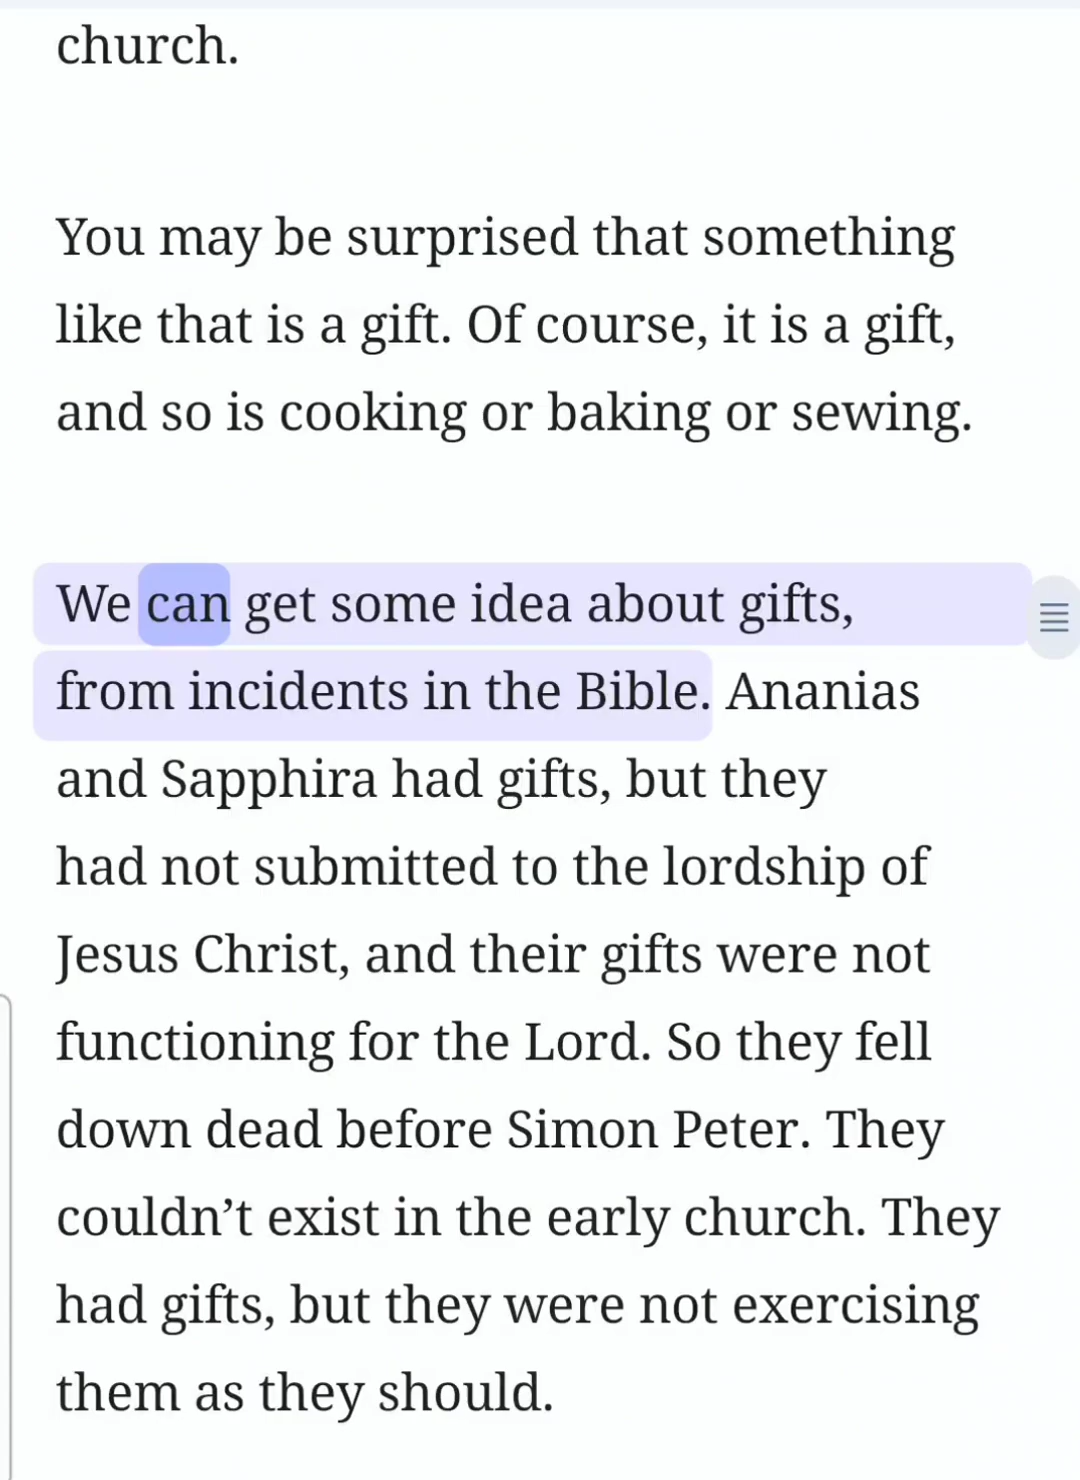 church.
You may be surprised that something
like that is a gift. Of course, it is a gift,
and so is cooking or baking or sewing.
We can get some idea about gifts,
from incidents in the Bible. Ananias
and Sapphira had gifts, but they
had not submitted to the lordship of
Jesus Christ, and their gifts were not
functioning for the Lord. So they fell
down dead before Simon Peter. They
couldn’t exist in the early church. They
had gifts, but they were not exercising
them as they should.